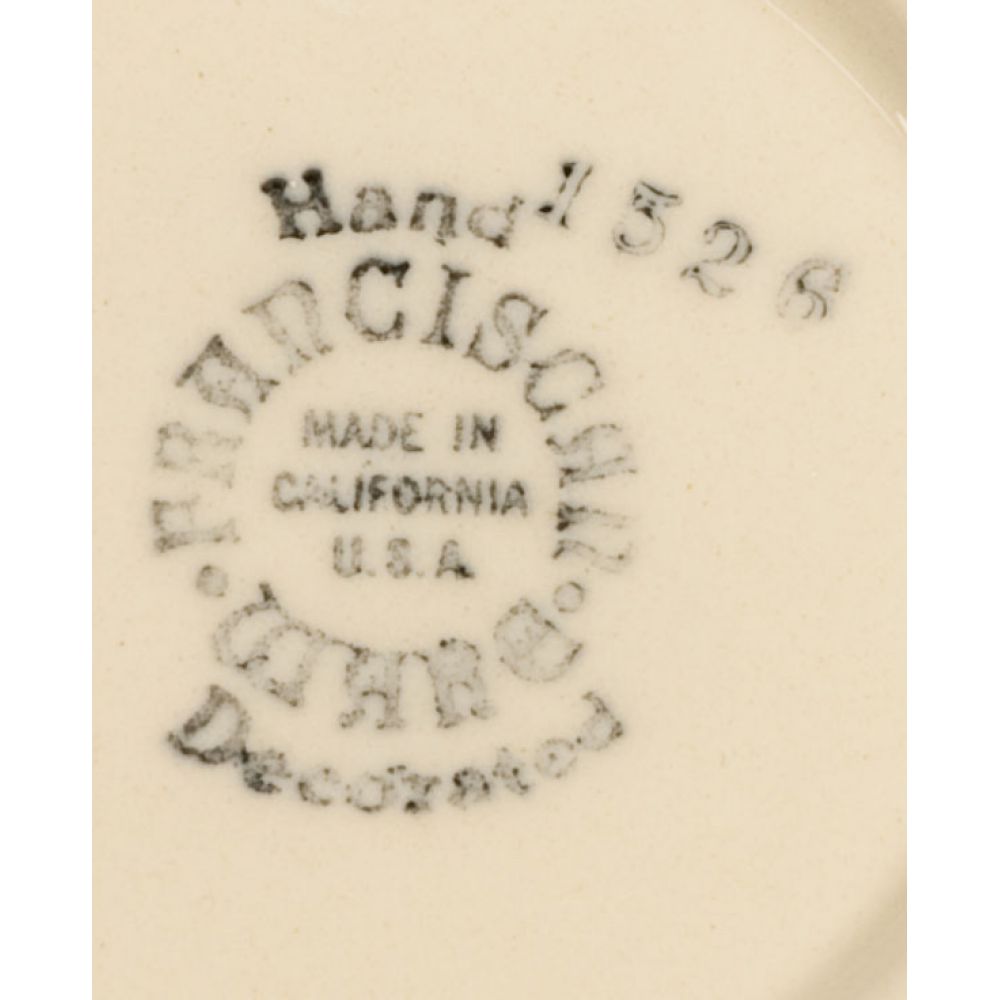 Hand
1526
FRANCISCAN
MADE IN
CALIFORNIA
U.S.A.
WARE
Decorated